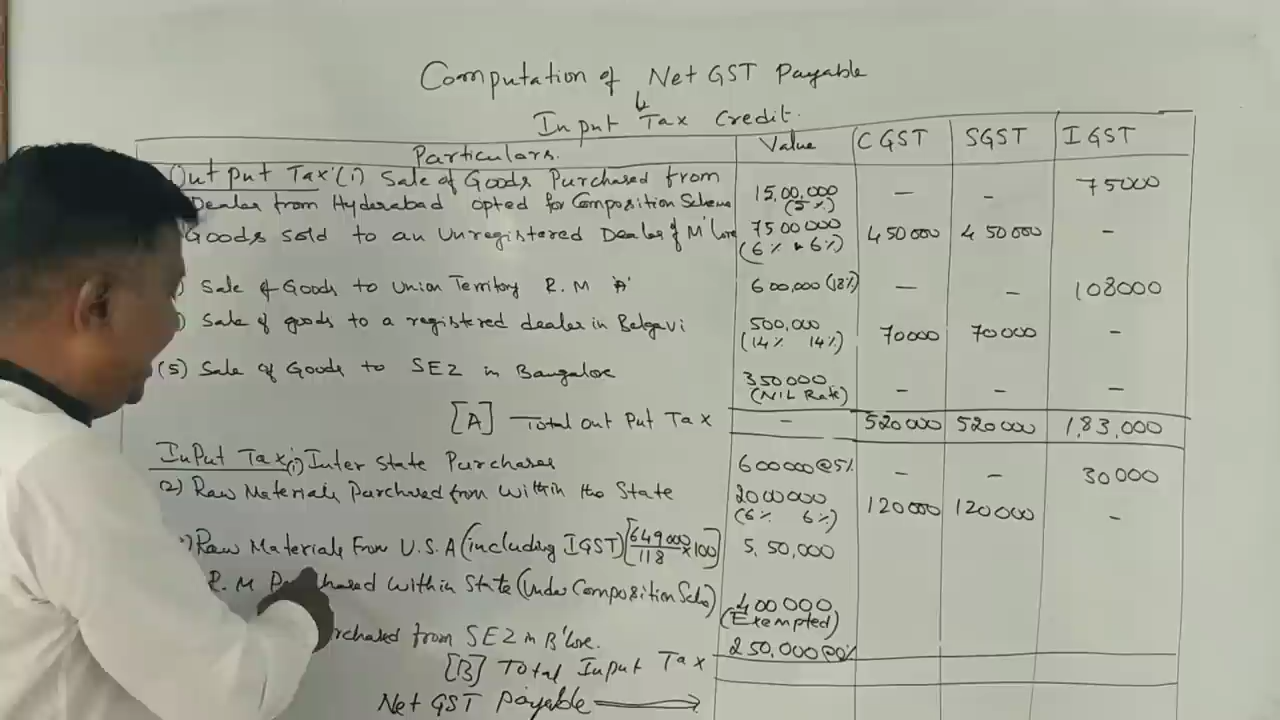 Computation of Net GST Payable
Input Tax Credit.
Particulars. Value CGST SGST IGST
Output Tax (1) Sale of Goods Purchased from 15,00,000 (5%) — - 75000
Dealer from Hyderabad opted for Composition Scheme
Goods sold to an Unregistered Dealer of M'lore 7500000 (6% & 6%) 450000 450000 -
) Sale of Goods to Union Territory R.M 'A' 600,000 (18%) — - 108000
) Sale of goods to a registered dealer in Belgavi 500,000 (14% 14%) 70000 70000 -
(5) Sale of Goods to SEZ in Bangalore 350000 (NIL Rate) - - -
[A] Total Out Put Tax - 520000 520000 1,83,000
InPut Tax (1) Inter State Purchases 600000 @5% - - 30000
(2) Raw Materials Purchased from Within the State 2000000 (6% 6%) 120000 120000 -
) Raw Materials From U.S.A (including IGST) [649000/118 ×100] 5,50,000
R.M Purchased Within State (Under Composition Sch) 400000 (Exempted)
rchased from SEZ in B'lore. 250,000 @0%
[B] Total Input Tax
Net GST Payable